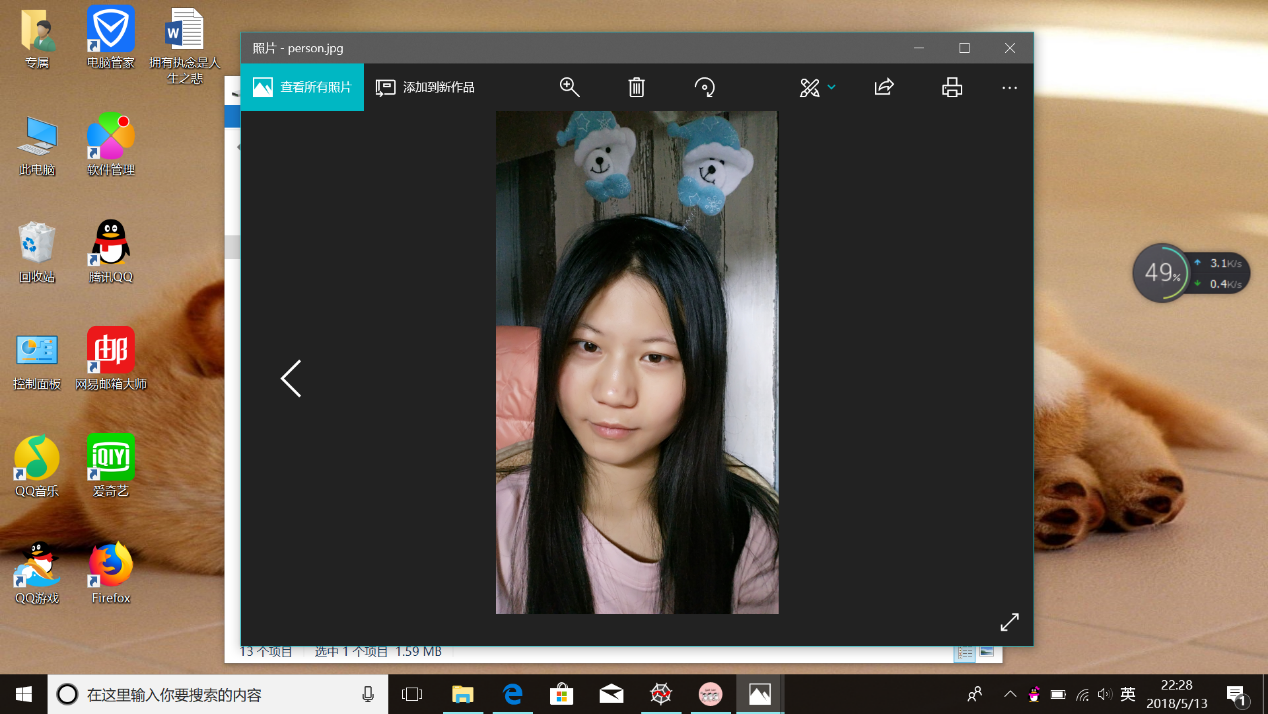 照片 - person.jpg
查看所有照片
添加到新作品
专属
电脑管家
拥有执念是人
生之悲
此电脑
软件管理
回收站
腾讯QQ
控制面板
网易邮箱大师
邮
QQ音乐
iQIYI
爱奇艺
QQ游戏
Firefox
49%
3.1K/s
0.4K/s
13 个项目
选中 1 个项目 1.59 MB
在这里输入你要搜索的内容
英
22:28
2018/5/13
1